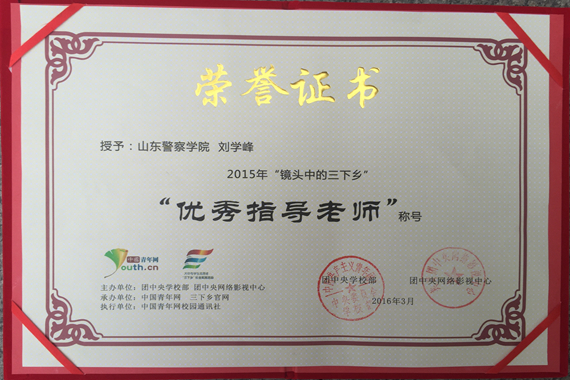 荣誉证书
授予：山东警察学院 刘学峰
2015年“镜头中的三下乡”
“优秀指导老师”称号
中国青年网
Youth.cn
主办单位：团中央学校部 团中央网络影视中心
承办单位：中国青年网 三下乡官网
执行单位：中国青年网校园通讯社
团中央学校部 团中央网络影视中心
2016年3月